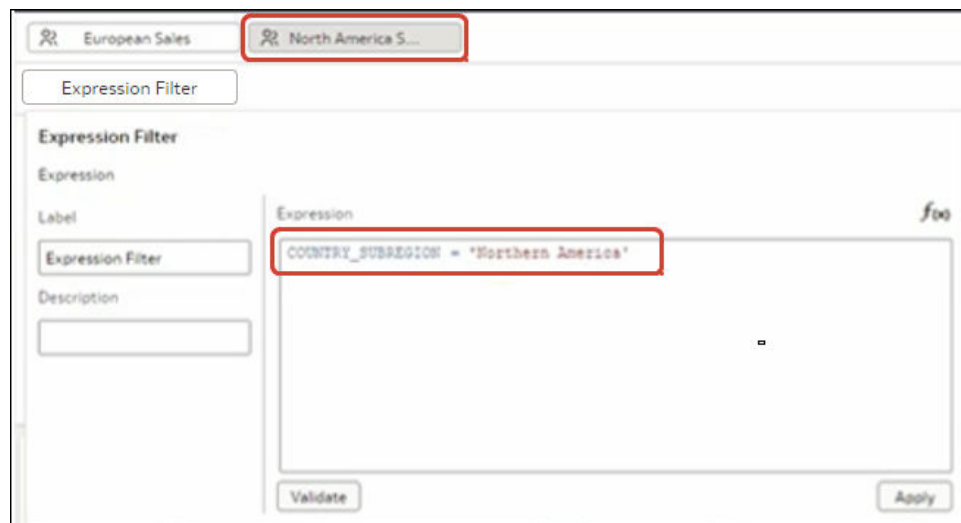 European Sales North America S...
Expression Filter
Expression Filter
Expression
Label
Expression
f(x)
Expression Filter
COUNTRY_SUBREGION = 'Northern America'
Description
Validate
Apply